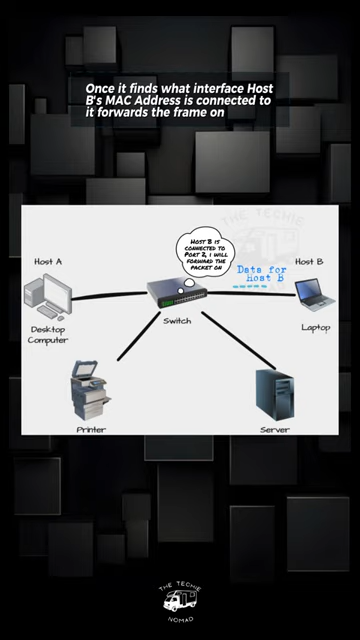 Once it finds what interface Host
B's MAC Address is connected to
it forwards the frame on
THE TECHIE
Host B is
connected to
Port 2, i will
forward the
packet on
Host A
Host B
Data for
Host B
Desktop
Computer
Switch
Laptop
Printer
Server
THE TECHIE
NOMAD